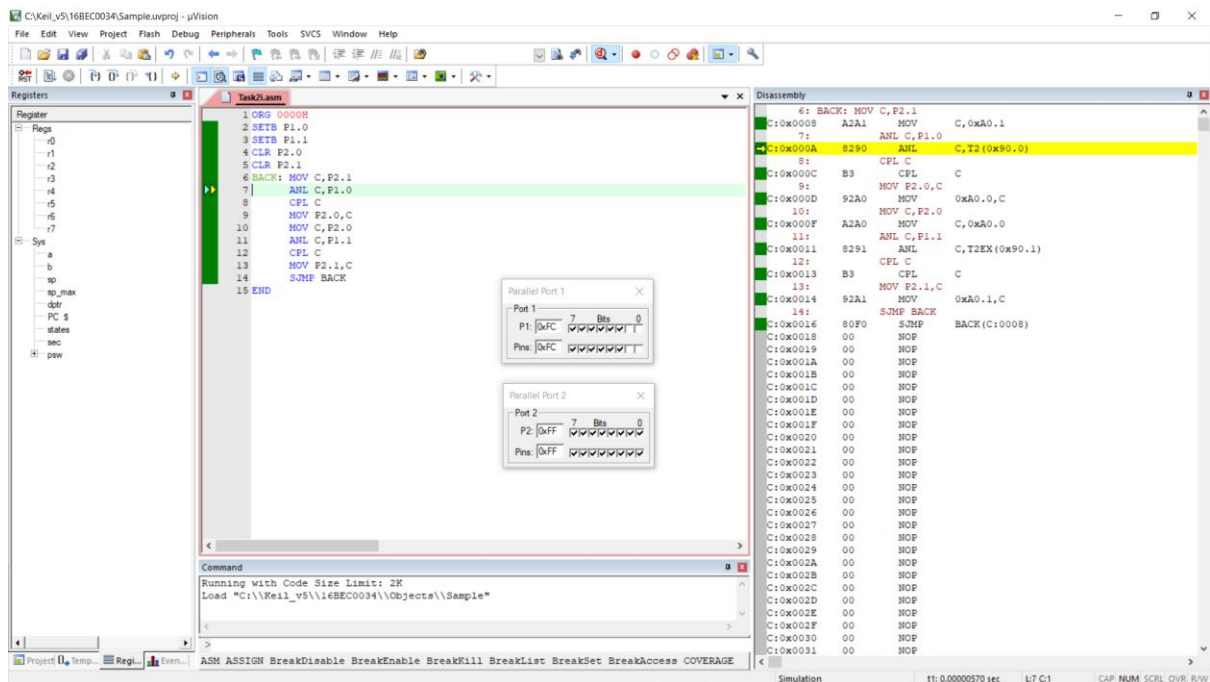 C:\Keil_v5\16BEC0034\Sample.uvproj - µVision
File Edit View Project Flash Debug Peripherals Tools SVCS Window Help
RST
Registers
Register
Regs
r0
r1
r2
r3
r4
r5
r6
r7
Sys
a
b
sp
sp_max
dptr
PC $
states
sec
psw
Project
Temp...
Regi...
Even...
Task2i.asm
1 ORG 0000H
2 SETB P1.0
3 SETB P1.1
4 CLR P2.0
5 CLR P2.1
6 BACK: MOV C,P2.1
7 ANL C,P1.0
8 CPL C
9 MOV P2.0,C
10 MOV C,P2.0
11 ANL C,P1.1
12 CPL C
13 MOV P2.1,C
14 SJMP BACK
15 END
Parallel Port 1
Port 1
7 Bits 0
P1: 0xFC
Pins: 0xFC
Parallel Port 2
Port 2
7 Bits 0
P2: 0xFF
Pins: 0xFF
Command
Running with Code Size Limit: 2K
Load "C:\\Keil_v5\\16BEC0034\\Objects\\Sample"
>
ASM ASSIGN BreakDisable BreakEnable BreakKill BreakList BreakSet BreakAccess COVERAGE
Disassembly
6: BACK: MOV C,P2.1
C:0x0008 A2A1 MOV C,0xA0.1
7: ANL C,P1.0
C:0x000A 8290 ANL C,T2(0x90.0)
8: CPL C
C:0x000C B3 CPL C
9: MOV P2.0,C
C:0x000D 92A0 MOV 0xA0.0,C
10: MOV C,P2.0
C:0x000F A2A0 MOV C,0xA0.0
11: ANL C,P1.1
C:0x0011 8291 ANL C,T2EX(0x90.1)
12: CPL C
C:0x0013 B3 CPL C
13: MOV P2.1,C
C:0x0014 92A1 MOV 0xA0.1,C
14: SJMP BACK
C:0x0016 80F0 SJMP BACK(C:0008)
C:0x0018 00 NOP
C:0x0019 00 NOP
C:0x001A 00 NOP
C:0x001B 00 NOP
C:0x001C 00 NOP
C:0x001D 00 NOP
C:0x001E 00 NOP
C:0x001F 00 NOP
C:0x0020 00 NOP
C:0x0021 00 NOP
C:0x0022 00 NOP
C:0x0023 00 NOP
C:0x0024 00 NOP
C:0x0025 00 NOP
C:0x0026 00 NOP
C:0x0027 00 NOP
C:0x0028 00 NOP
C:0x0029 00 NOP
C:0x002A 00 NOP
C:0x002B 00 NOP
C:0x002C 00 NOP
C:0x002D 00 NOP
C:0x002E 00 NOP
C:0x002F 00 NOP
C:0x0030 00 NOP
C:0x0031 00 NOP
Simulation t1: 0.00000570 sec L:7 C:1 CAP NUM SCRL OVR R/W